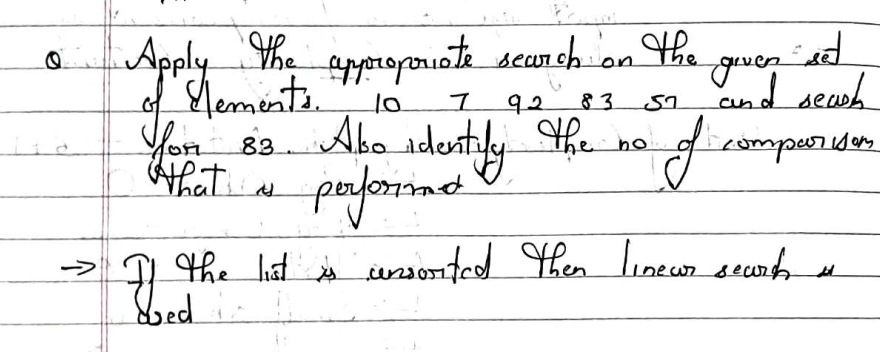 Q Apply the appropriate search on the given set
of Elements. 10 7 92 83 57 and search
for 83. Also identify the no of comparison
that is performed
→ If the list is unsorted then linear search is
used